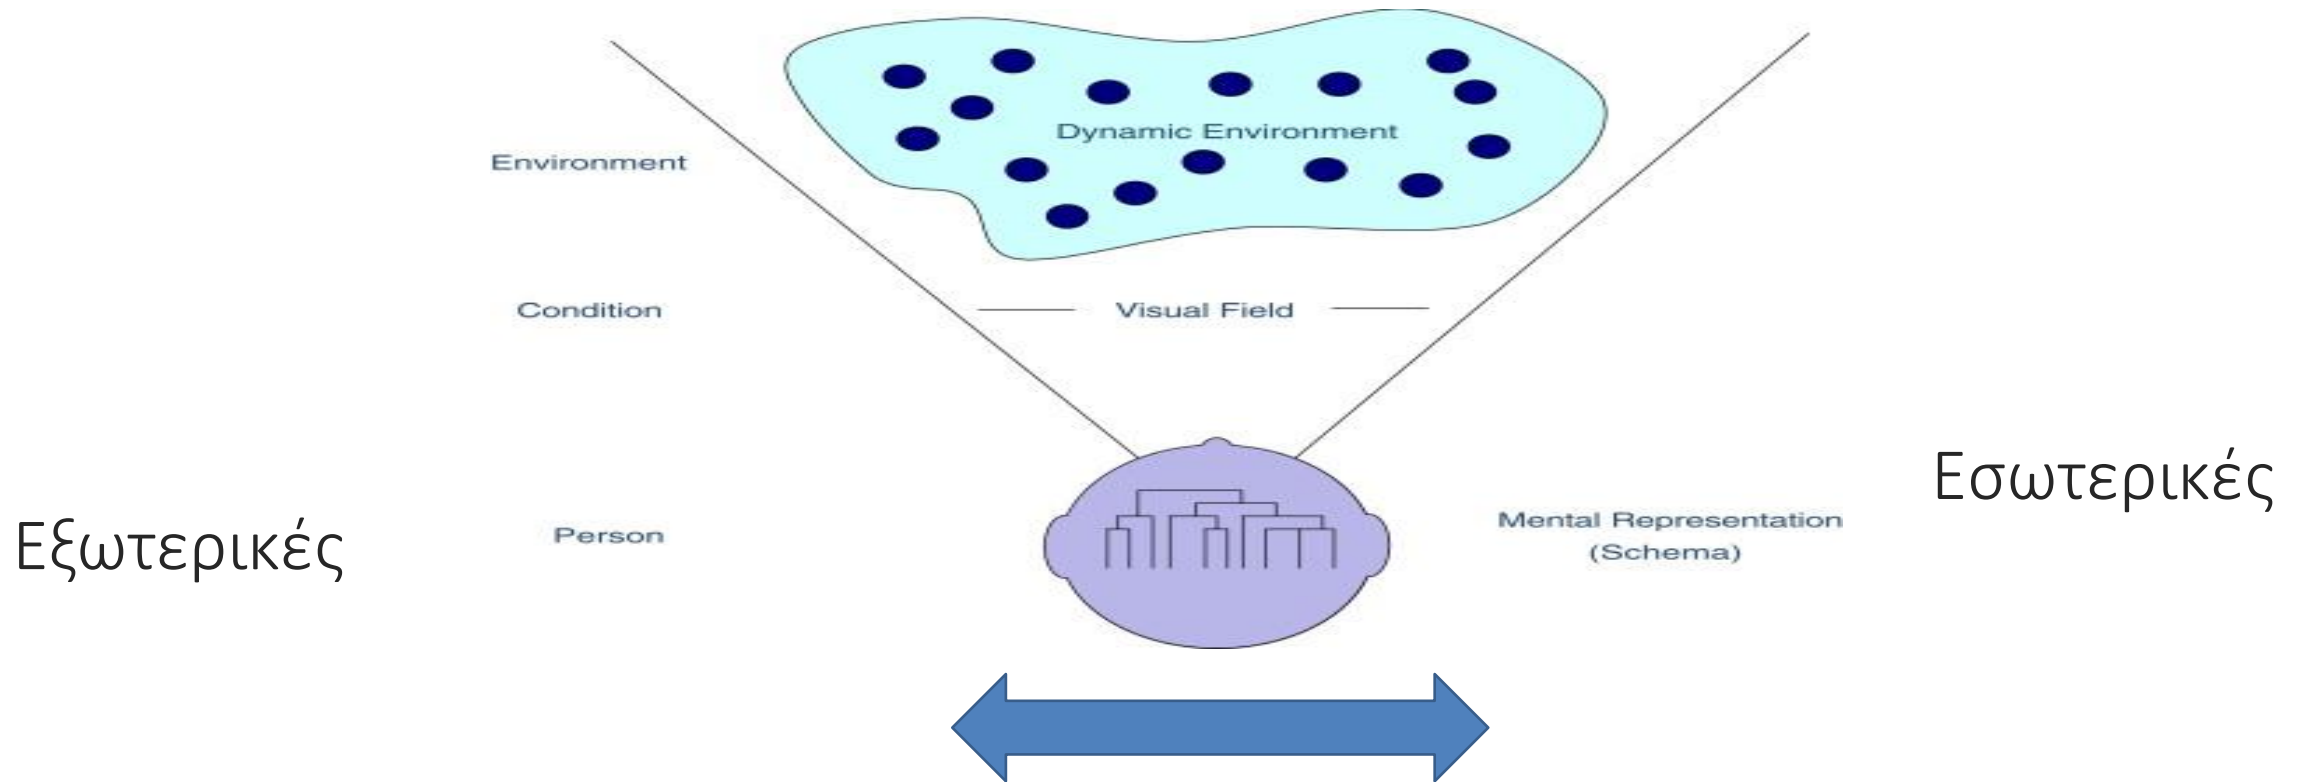 Dynamic Environment
Environment
Condition
Visual Field
Εσωτερικές
Mental Representation
(Schema)
Εξωτερικές
Person